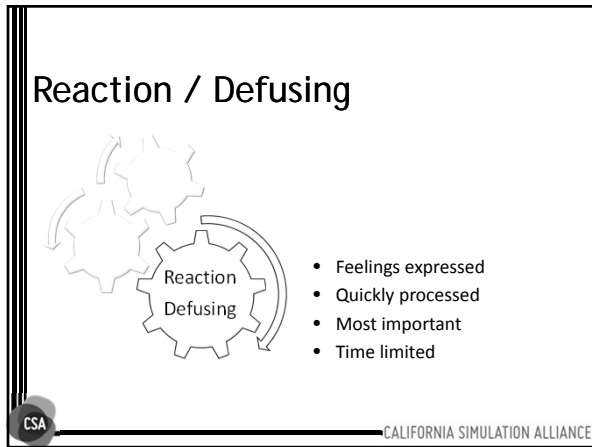 Reaction / Defusing
Reaction
Defusing
• Feelings expressed
• Quickly processed
• Most important
• Time limited
CSA
CALIFORNIA SIMULATION ALLIANCE